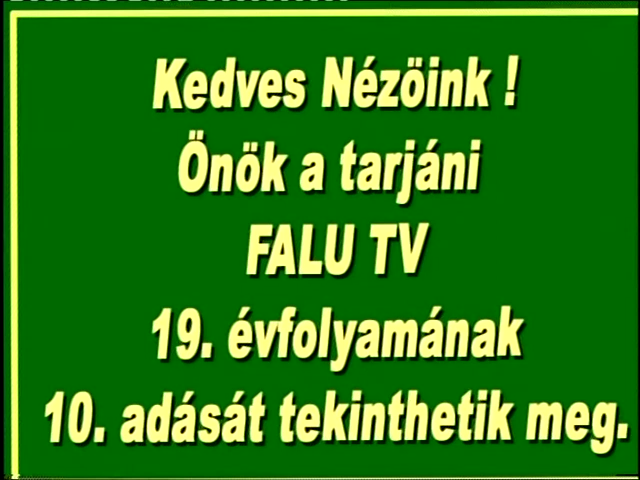 Kedves Nézöink !
Önök a tarjáni
FALU TV
19. évfolyamának
10. adását tekinthetik meg.